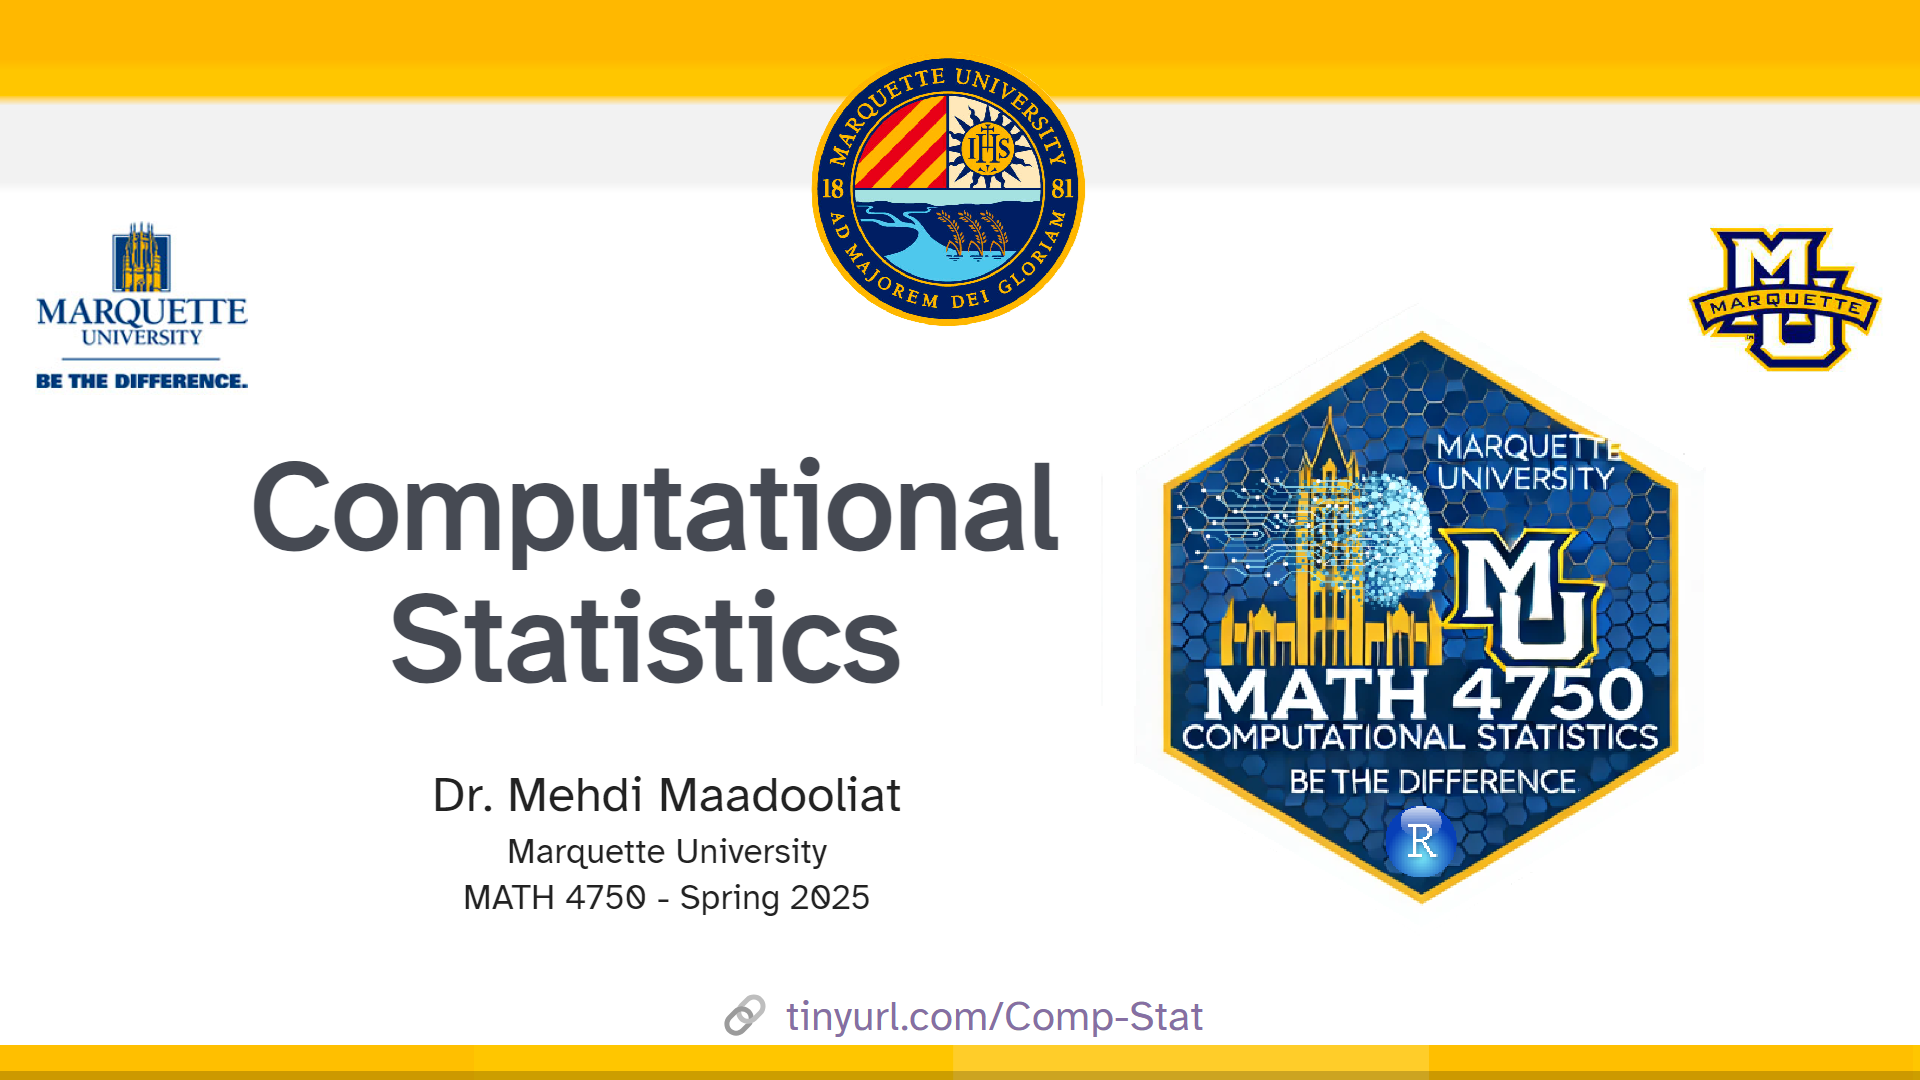 MARQUETTE UNIVERSITY
18 81
AD MAJOREM DEI GLORIAM
IHS
MARQUETTE
UNIVERSITY
BE THE DIFFERENCE.
MU
MARQUETTE
Computational
Statistics
Dr. Mehdi Maadooliat
Marquette University
MATH 4750 - Spring 2025
MARQUETTE
UNIVERSITY
MU
MATH 4750
COMPUTATIONAL STATISTICS
BE THE DIFFERENCE
R
tinyurl.com/Comp-Stat